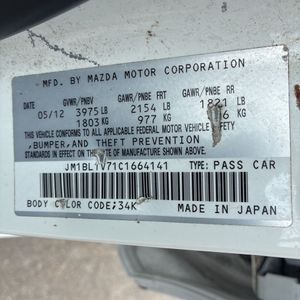 MFD. BY MAZDA MOTOR CORPORATION
GVWR/PNBV GAWR/PNBE FRT GAWR/PNBE RR
05/12 3975 LB 2154 LB 1821 LB
1803 KG 977 KG 6 KG
THIS VEHICLE CONFORMS TO ALL
APPLICABLE FEDERAL MOTOR VEHICLE
,BUMPER, AND THEFT PREVENTION
STANDARDS IN EFFECT ON THE DATE OF
MANUFACTURE SHOWN ABOVE.
JM1BL1V71C1664141 TYPE: PASS CAR
BODY COLOR CODE;34K MADE IN JAPAN